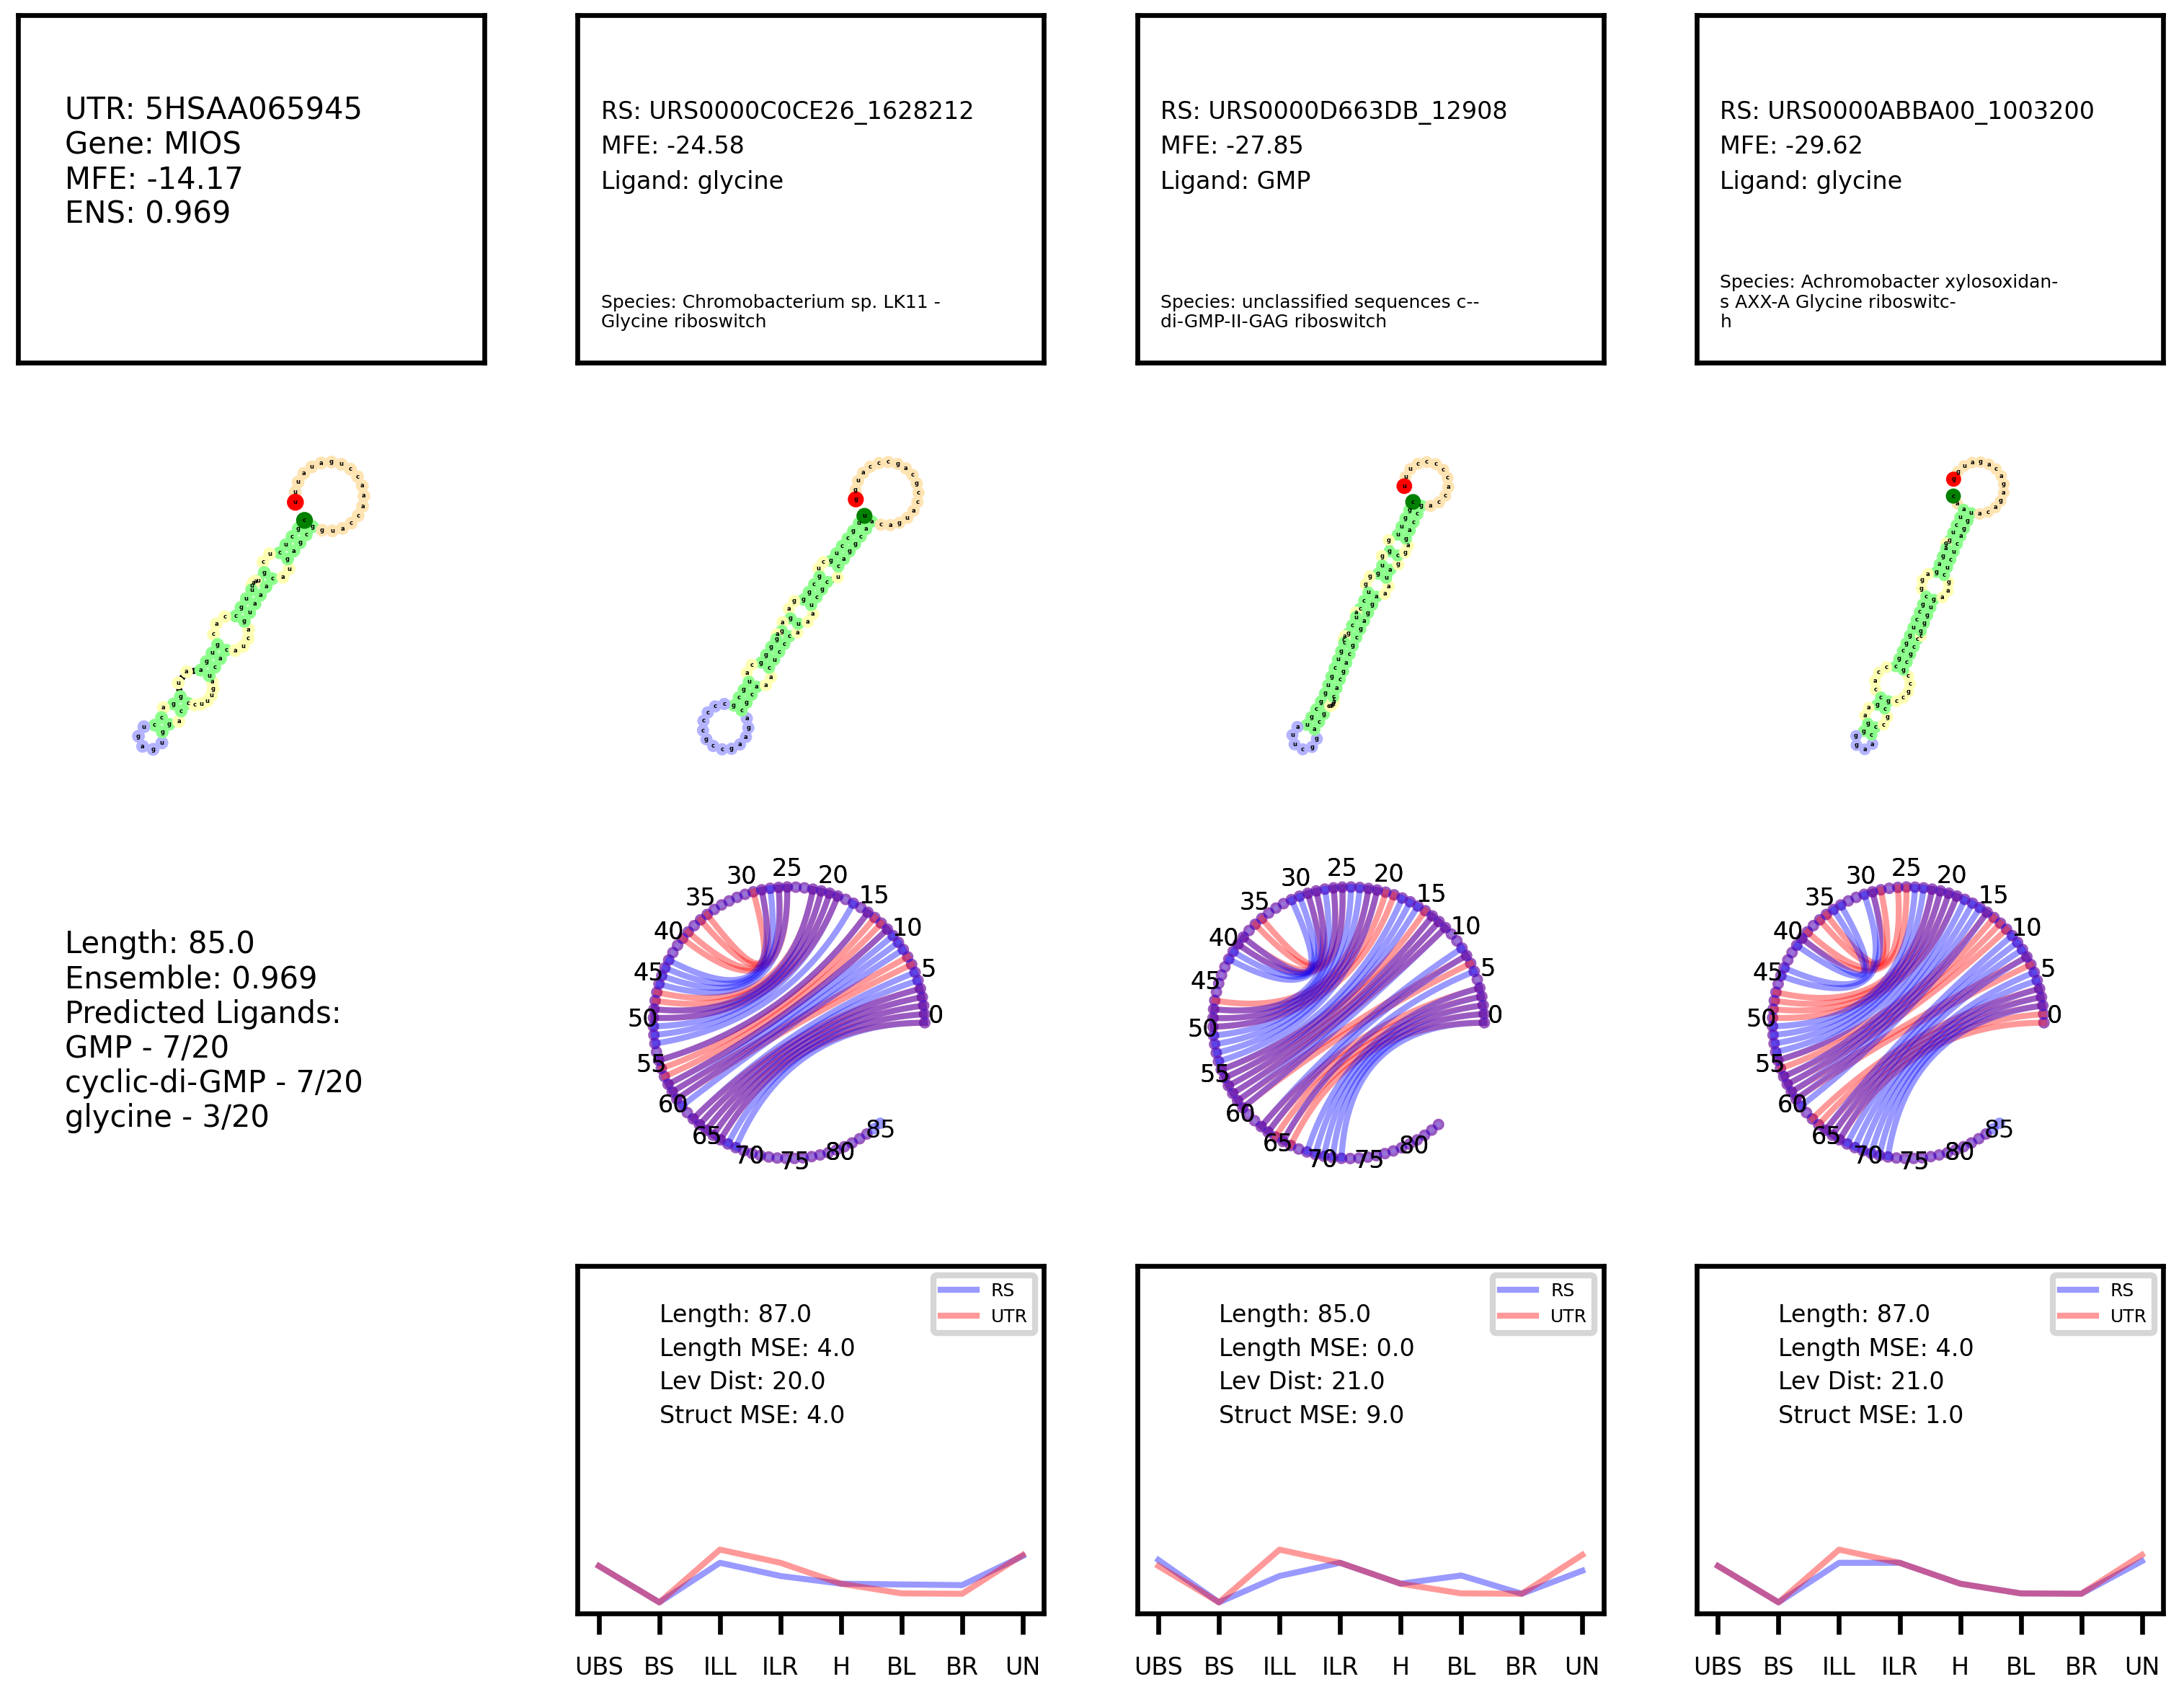 UTR: 5HSAA065945
Gene: MIOS
MFE: -14.17
ENS: 0.969
RS: URS0000C0CE26_1628212
MFE: -24.58
Ligand: glycine
Species: Chromobacterium sp. LK11 -
Glycine riboswitch
RS: URS0000D663DB_12908
MFE: -27.85
Ligand: GMP
Species: unclassified sequences c--
di-GMP-II-GAG riboswitch
RS: URS0000ABBA00_1003200
MFE: -29.62
Ligand: glycine
Species: Achromobacter xylosoxidan-
s AXX-A Glycine riboswitc-
h
Length: 85.0
Ensemble: 0.969
Predicted Ligands:
GMP - 7/20
cyclic-di-GMP - 7/20
glycine - 3/20
0
5
10
15
20
25
30
35
40
45
50
55
60
65
70
75
80
85
0
5
10
15
20
25
30
35
40
45
50
55
60
65
70
75
80
0
5
10
15
20
25
30
35
40
45
50
55
60
65
70
75
80
85
RS
UTR
Length: 87.0
Length MSE: 4.0
Lev Dist: 20.0
Struct MSE: 4.0
UBS BS ILL ILR H BL BR UN
RS
UTR
Length: 85.0
Length MSE: 0.0
Lev Dist: 21.0
Struct MSE: 9.0
UBS BS ILL ILR H BL BR UN
RS
UTR
Length: 87.0
Length MSE: 4.0
Lev Dist: 21.0
Struct MSE: 1.0
UBS BS ILL ILR H BL BR UN